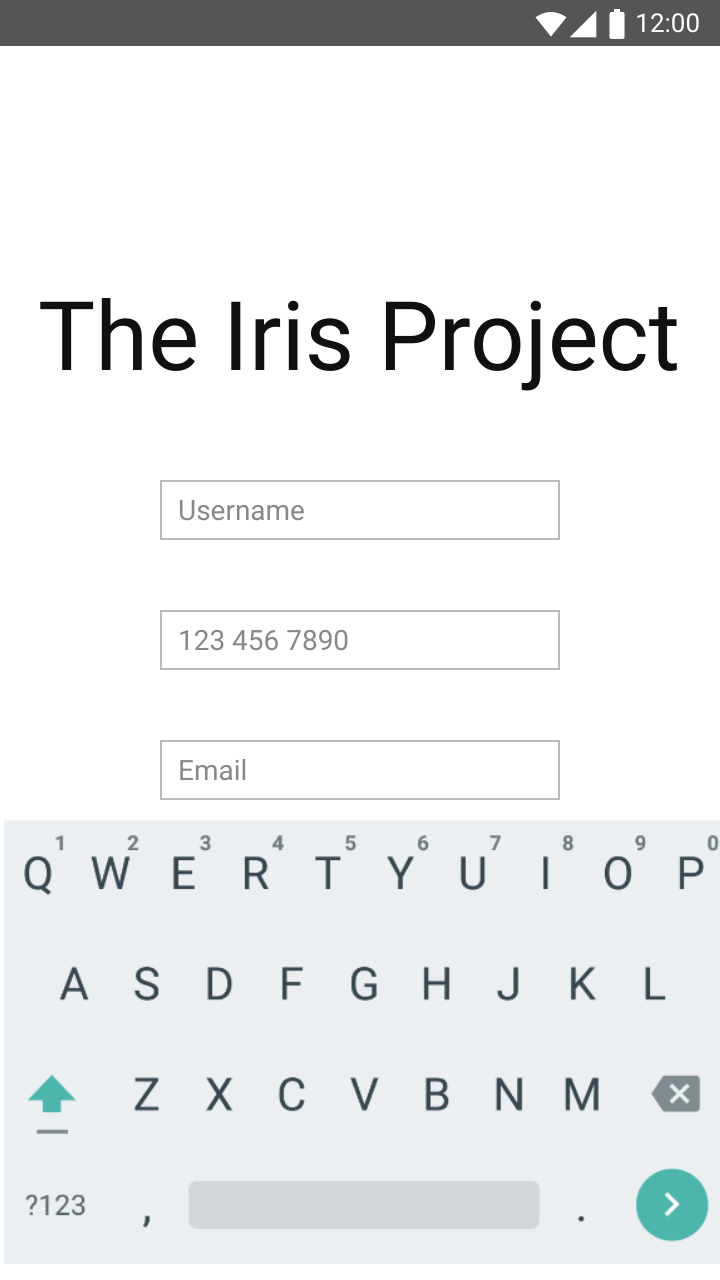 12:00
The Iris Project
Username
123 456 7890
Email
1 2 3 4 5 6 7 8 9 0
Q W E R T Y U I O P
A S D F G H J K L
Z X C V B N M
?123 , .